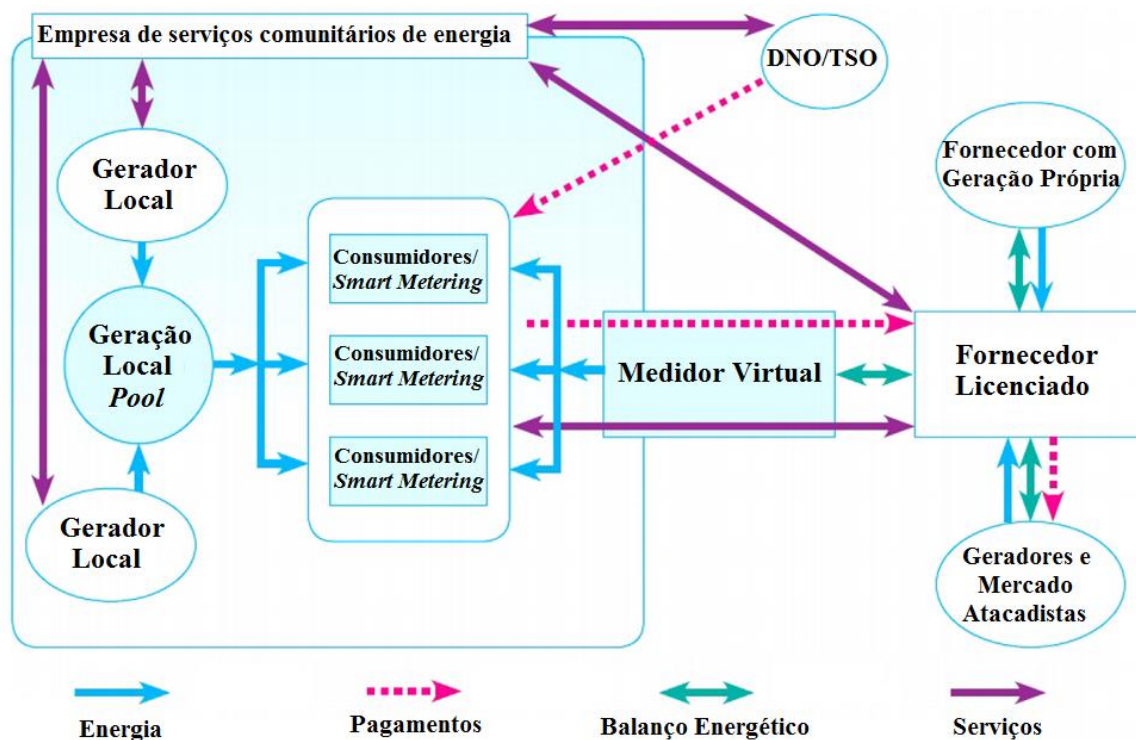 Empresa de serviços comunitários de energia
DNO/TSO
Gerador
Local
Fornecedor com
Geração Própria
Consumidores/
Smart Metering
Geração
Local
Pool
Consumidores/
Smart Metering
Medidor Virtual
Fornecedor
Licenciado
Consumidores/
Smart Metering
Gerador
Local
Geradores e
Mercado
Atacadistas
Energia
Pagamentos
Balanço Energético
Serviços